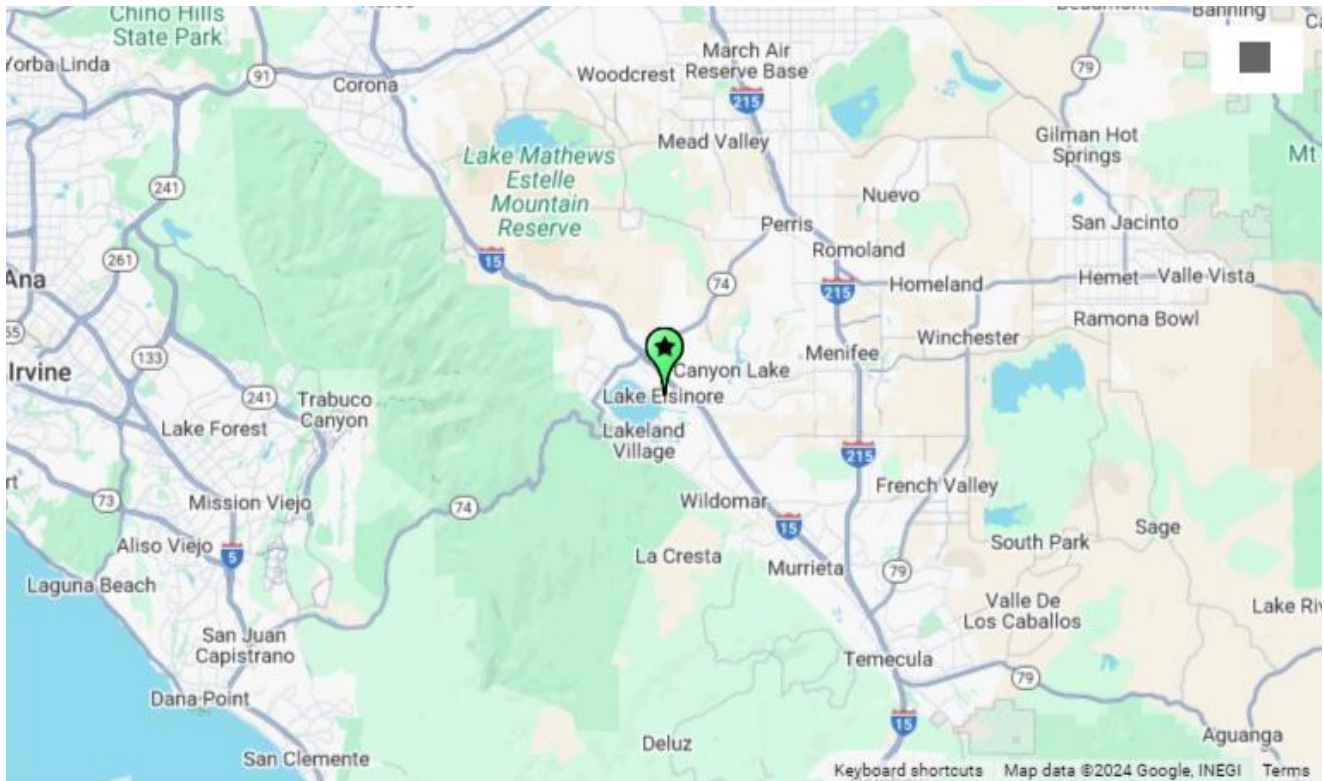 Chino Hills
State Park
Banning
Yorba Linda
91
Corona
Woodcrest
March Air
Reserve Base
215
79
Mead Valley
Gilman Hot
Springs
Mt
241
Lake Mathews
Estelle
Mountain
Reserve
Nuevo
San Jacinto
Perris
261
15
Romoland
Ana
74
215
Homeland
Hemet
Valle Vista
55
133
Ramona Bowl
Winchester
Menifee
Irvine
Canyon Lake
241
Trabuco
Canyon
Lake Elsinore
Lake Forest
Lakeland
Village
215
73
Mission Viejo
74
Wildomar
French Valley
15
Sage
Aliso Viejo
5
La Cresta
South Park
Murrieta
79
Laguna Beach
Valle De
Los Caballos
Lake Riv
San Juan
Capistrano
Temecula
79
Dana Point
15
Deluz
Aguanga
San Clemente
Keyboard shortcuts Map data ©2024 Google, INEGI Terms